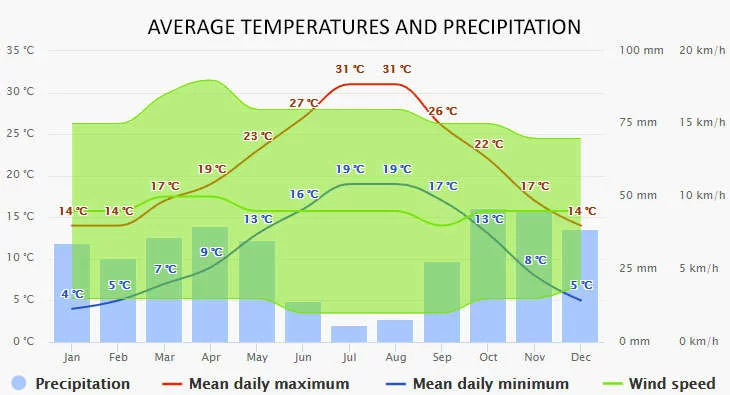 AVERAGE TEMPERATURES AND PRECIPITATION
35 °C 100 mm 20 km/h
31 °C 31 °C
30 °C
27 °C
26 °C
25 °C 75 mm 15 km/h
23 °C
22 °C
20 °C
19 °C 19 °C 19 °C
17 °C 17 °C 17 °C
16 °C
50 mm 10 km/h
14 °C 14 °C 14 °C
15 °C 13 °C 13 °C
10 °C
9 °C
8 °C
7 °C
25 mm 5 km/h
5 °C 5 °C
4 °C
5 °C
0 °C 0 mm 0 km/h
Jan Feb Mar Apr May Jun Jul Aug Sep Oct Nov Dec
Precipitation Mean daily maximum Mean daily minimum Wind speed